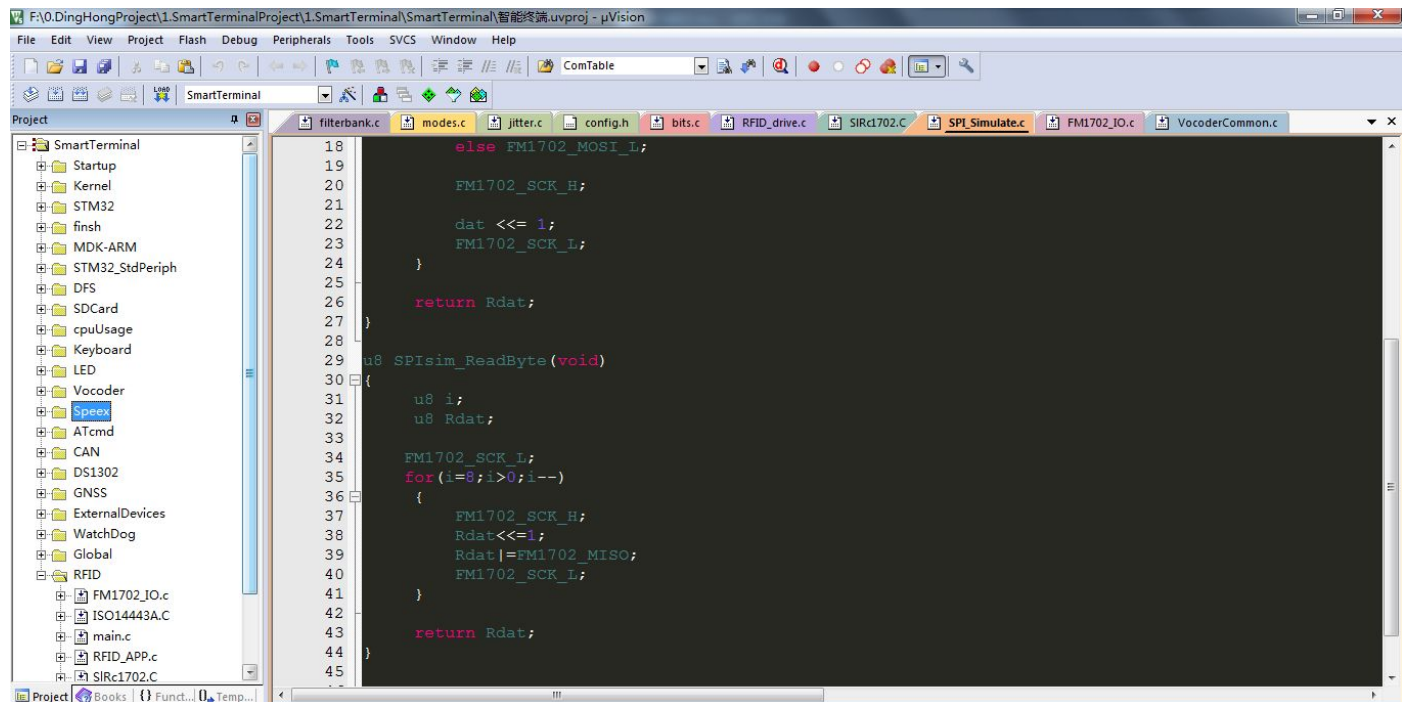 F:\0.DingHongProject\1.SmartTerminalProject\1.SmartTerminal\SmartTerminal\智能终端.uvproj - µVision
File Edit View Project Flash Debug Peripherals Tools SVCS Window Help
ComTable
LOAD SmartTerminal
Project
filterbank.c modes.c jitter.c config.h bits.c RFID_drive.c SlRc1702.C SPI_Simulate.c FM1702_IO.c VocoderCommon.c
SmartTerminal
Startup
Kernel
STM32
finsh
MDK-ARM
STM32_StdPeriph
DFS
SDCard
cpuUsage
Keyboard
LED
Vocoder
Speex
ATcmd
CAN
DS1302
GNSS
ExternalDevices
WatchDog
Global
RFID
FM1702_IO.c
ISO14443A.C
main.c
RFID_APP.c
SlRc1702.C
Project Books {} Funct... 0 Temp...
18 else FM1702_MOSI_L;
19
20 FM1702_SCK_H;
21
22 dat <<= 1;
23 FM1702_SCK_L;
24 }
25
26 return Rdat;
27 }
28
29 u8 SPIsim_ReadByte(void)
30 {
31 u8 i;
32 u8 Rdat;
33
34 FM1702_SCK_L;
35 for(i=8;i>0;i--)
36 {
37 FM1702_SCK_H;
38 Rdat<<=1;
39 Rdat|=FM1702_MISO;
40 FM1702_SCK_L;
41 }
42
43 return Rdat;
44 }
45